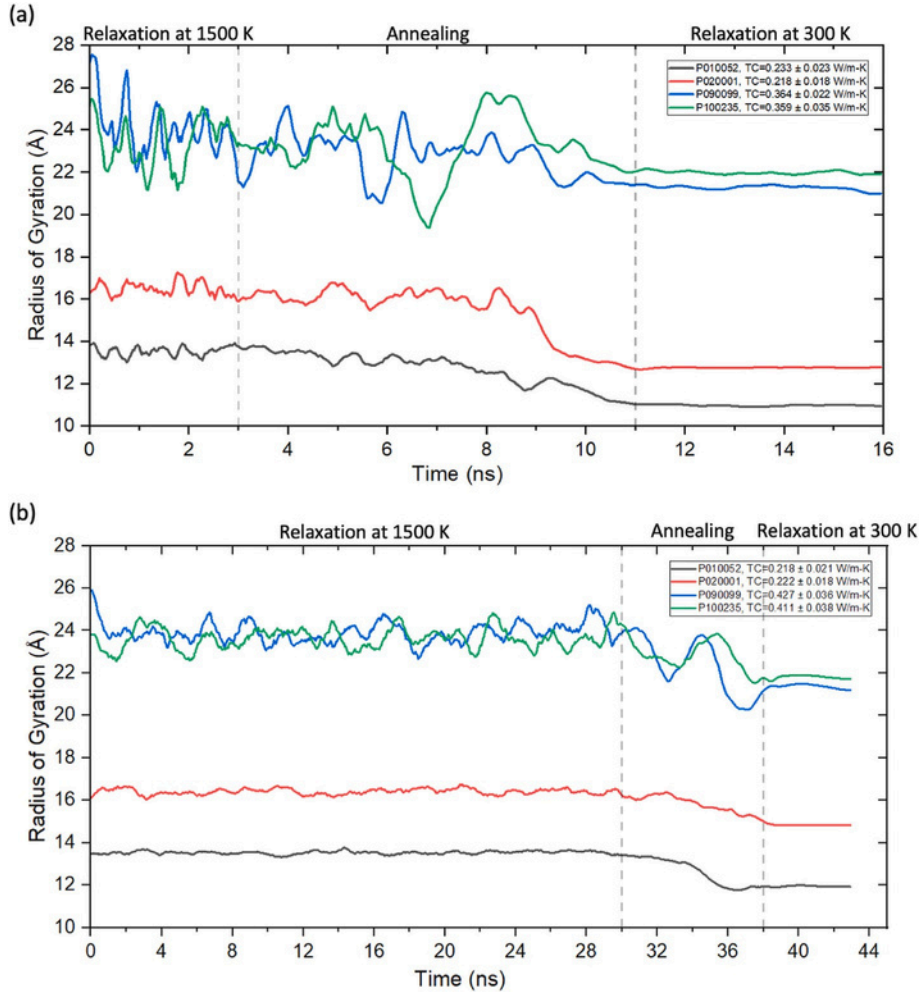 (a)
Relaxation at 1500 K Annealing Relaxation at 300 K
P010052, TC=0.233 ± 0.023 W/m-K
P020001, TC=0.218 ± 0.018 W/m-K
P090099, TC=0.364 ± 0.022 W/m-K
P100235, TC=0.359 ± 0.035 W/m-K
Radius of Gyration (Å)
28
26
24
22
20
18
16
14
12
10
0 2 4 6 8 10 12 14 16
Time (ns)
(b)
Relaxation at 1500 K Annealing Relaxation at 300 K
P010052, TC=0.218 ± 0.021 W/m-K
P020001, TC=0.222 ± 0.018 W/m-K
P090099, TC=0.427 ± 0.036 W/m-K
P100235, TC=0.411 ± 0.038 W/m-K
Radius of Gyration (Å)
28
26
24
22
20
18
16
14
12
10
0 4 8 12 16 20 24 28 32 36 40 44
Time (ns)